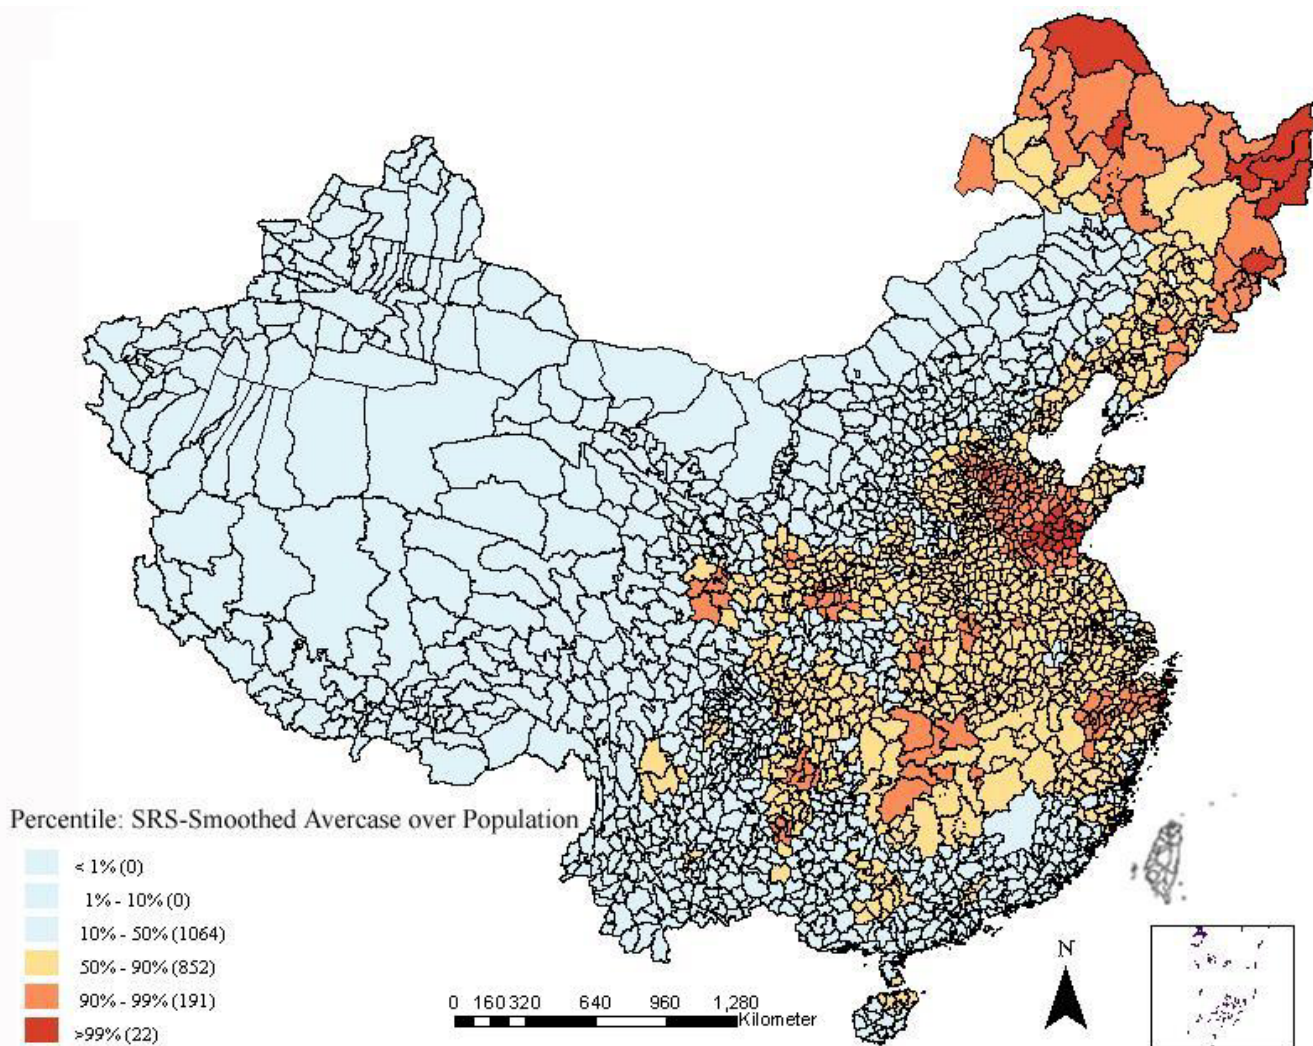 Percentile: SRS-Smoothed Avercase over Population
< 1% (0)
1% - 10% (0)
10% - 50% (1064)
50% - 90% (852)
90% - 99% (191)
>99% (22)
0 160 320 640 960 1,280
Kilometer
N